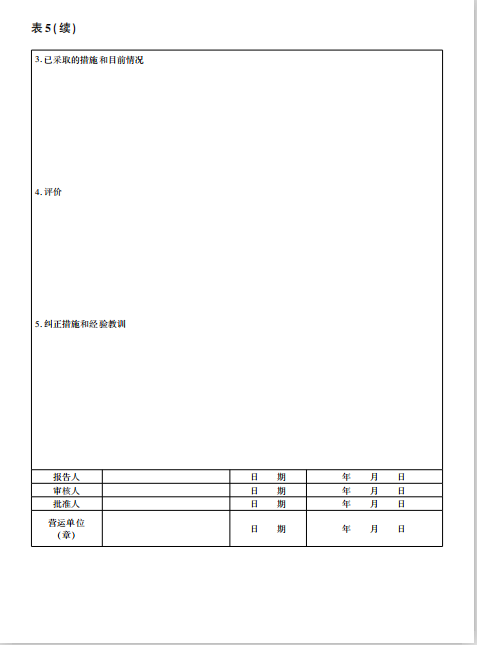 表5(续)
3.已采取的措施和目前情况
4.评价
5.纠正措施和经验教训
报告人 日 期 年 月 日
审核人 日 期 年 月 日
批准人 日 期 年 月 日
营运单位
(章) 日 期 年 月 日